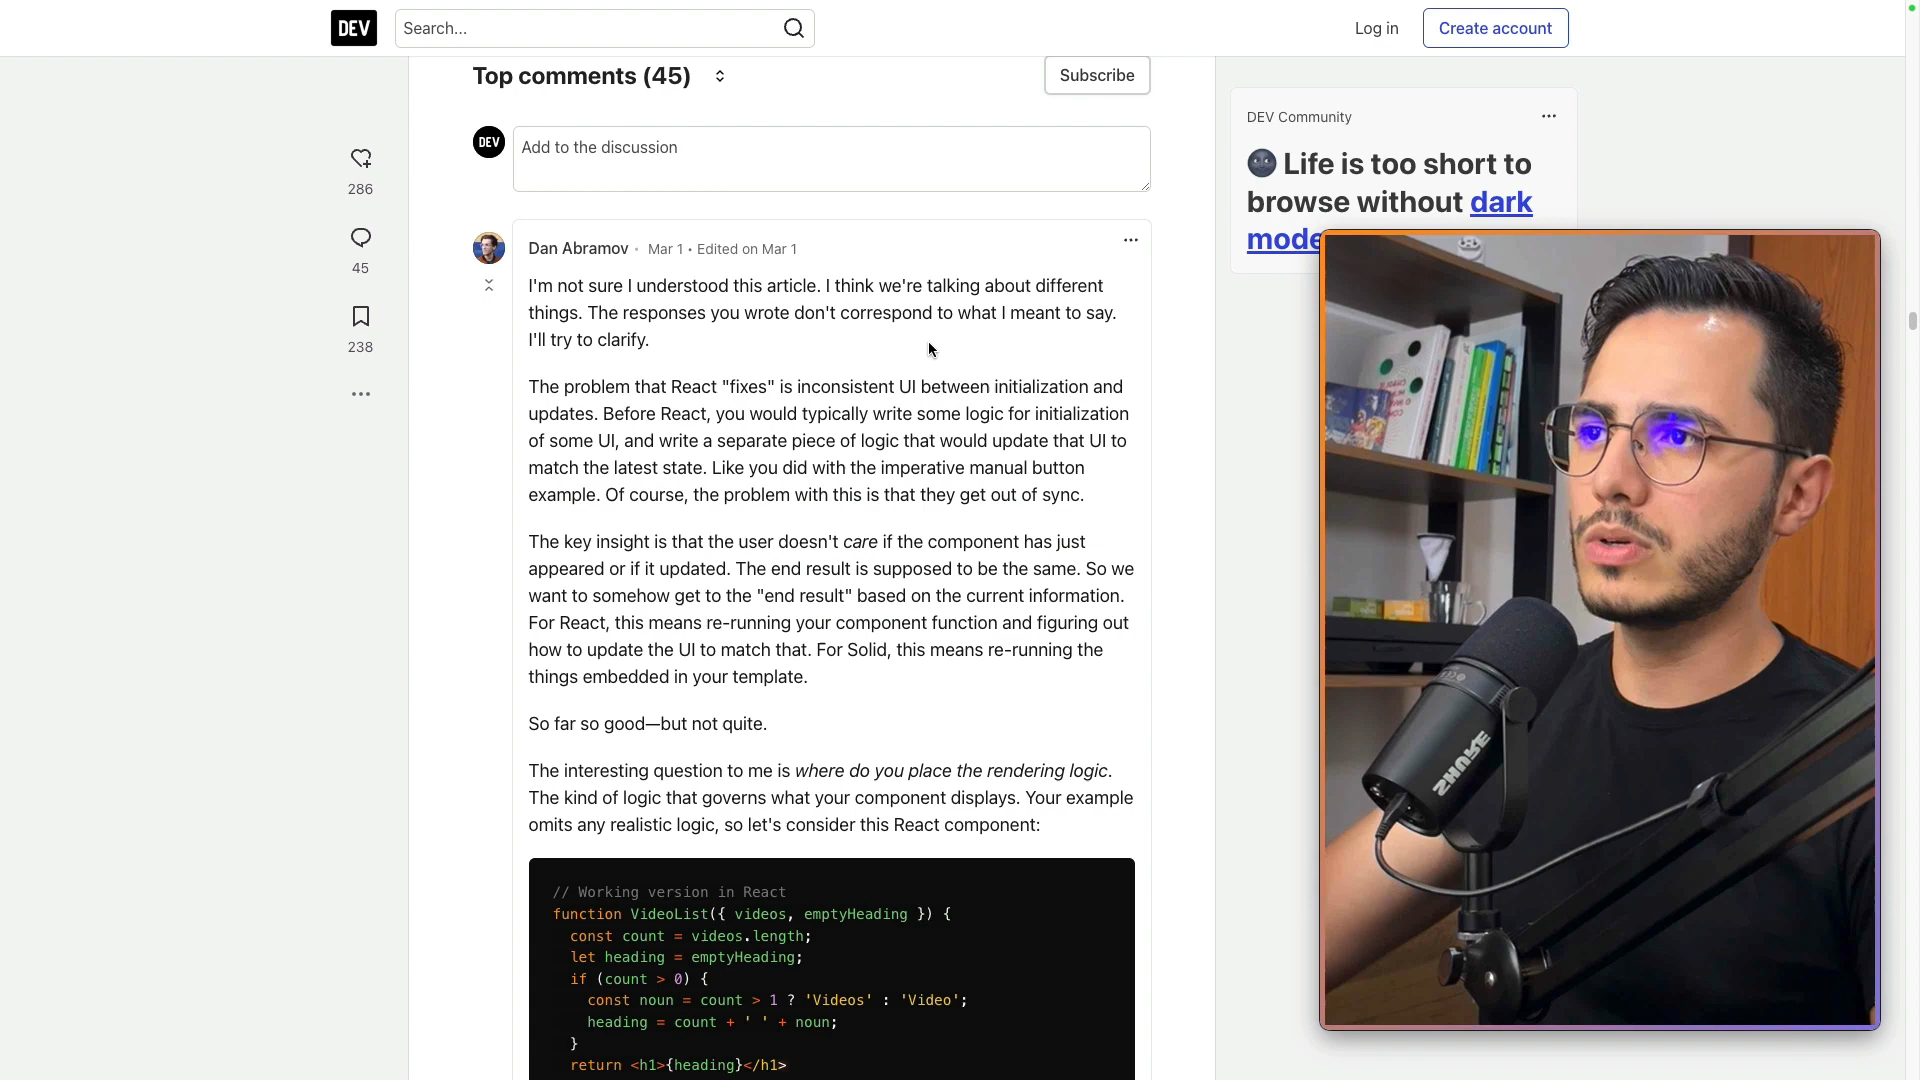 DEV
Search...
Log in
Create account
Top comments (45)
Subscribe
DEV
Add to the discussion
286
45
238
Dan Abramov • Mar 1 • Edited on Mar 1
I'm not sure I understood this article. I think we're talking about different
things. The responses you wrote don't correspond to what I meant to say.
I'll try to clarify.
The problem that React "fixes" is inconsistent UI between initialization and
updates. Before React, you would typically write some logic for initialization
of some UI, and write a separate piece of logic that would update that UI to
match the latest state. Like you did with the imperative manual button
example. Of course, the problem with this is that they get out of sync.
The key insight is that the user doesn't care if the component has just
appeared or if it updated. The end result is supposed to be the same. So we
want to somehow get to the "end result" based on the current information.
For React, this means re-running your component function and figuring out
how to update the UI to match that. For Solid, this means re-running the
things embedded in your template.
So far so good—but not quite.
The interesting question to me is where do you place the rendering logic.
The kind of logic that governs what your component displays. Your example
omits any realistic logic, so let's consider this React component:
// Working version in React
function VideoList({ videos, emptyHeading }) {
const count = videos.length;
let heading = emptyHeading;
if (count > 0) {
const noun = count > 1 ? 'Videos' : 'Video';
heading = count + ' ' + noun;
}
return <h1>{heading}</h1>
DEV Community
🌚 Life is too short to
browse without dark
mode
SHURE